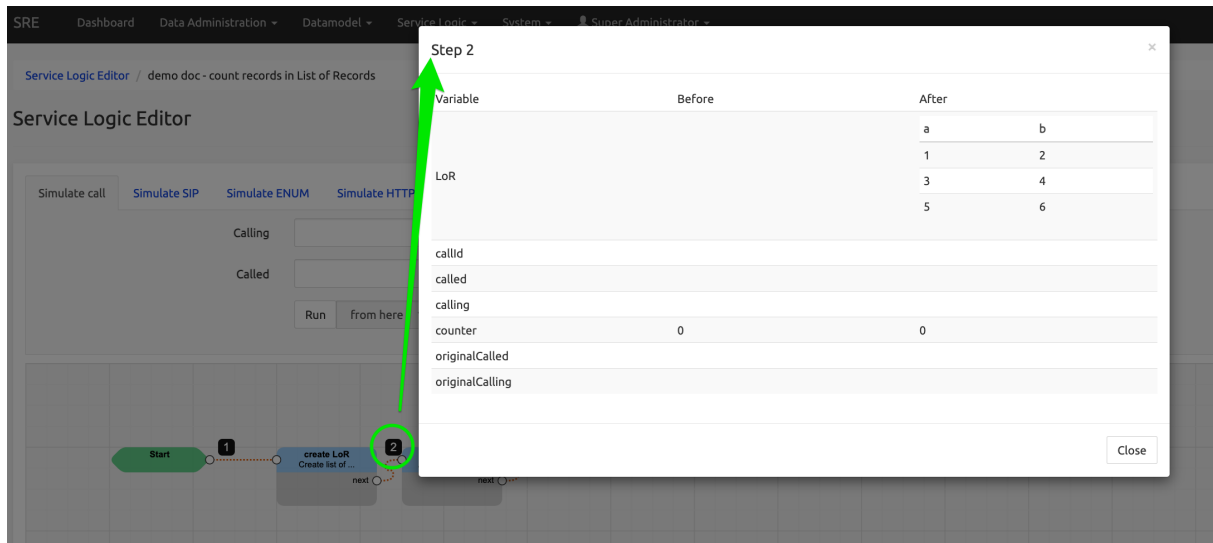 SRE Dashboard Data Administration Datamodel Service Logic System Super Administrator
Service Logic Editor / demo doc - count records in List of Records
Service Logic Editor
Simulate call Simulate SIP Simulate ENUM Simulate HTTP
Calling
Called
Run from here
Start
1
create LoR
Create list of ...
next
2
next
Step 2 ×
Variable Before After
LoR
a b
1 2
3 4
5 6
callId
called
calling
counter 0 0
originalCalled
originalCalling
Close